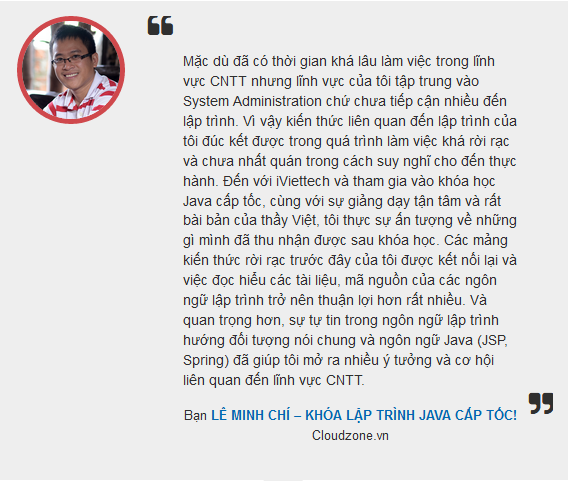 Mặc dù đã có thời gian khá lâu làm việc trong lĩnh
vực CNTT nhưng lĩnh vực của tôi tập trung vào
System Administration chứ chưa tiếp cận nhiều đến
lập trình. Vì vậy kiến thức liên quan đến lập trình của
tôi đúc kết được trong quá trình làm việc khá rời rạc
và chưa nhất quán trong cách suy nghĩ cho đến thực
hành. Đến với iViettech và tham gia vào khóa học
Java cấp tốc, cùng với sự giảng dạy tận tâm và rất
bài bản của thầy Việt, tôi thực sự ấn tượng về những
gì mình đã thu nhận được sau khóa học. Các mảng
kiến thức rời rạc trước đây của tôi được kết nối lại và
việc đọc hiểu các tài liệu, mã nguồn của các ngôn
ngữ lập trình trở nên thuận lợi hơn rất nhiều. Và
quan trọng hơn, sự tự tin trong ngôn ngữ lập trình
hướng đối tượng nói chung và ngôn ngữ Java (JSP,
Spring) đã giúp tôi mở ra nhiều ý tưởng và cơ hội
liên quan đến lĩnh vực CNTT.
Bạn LÊ MINH CHÍ – KHÓA LẬP TRÌNH JAVA CẤP TỐC!
Cloudzone.vn